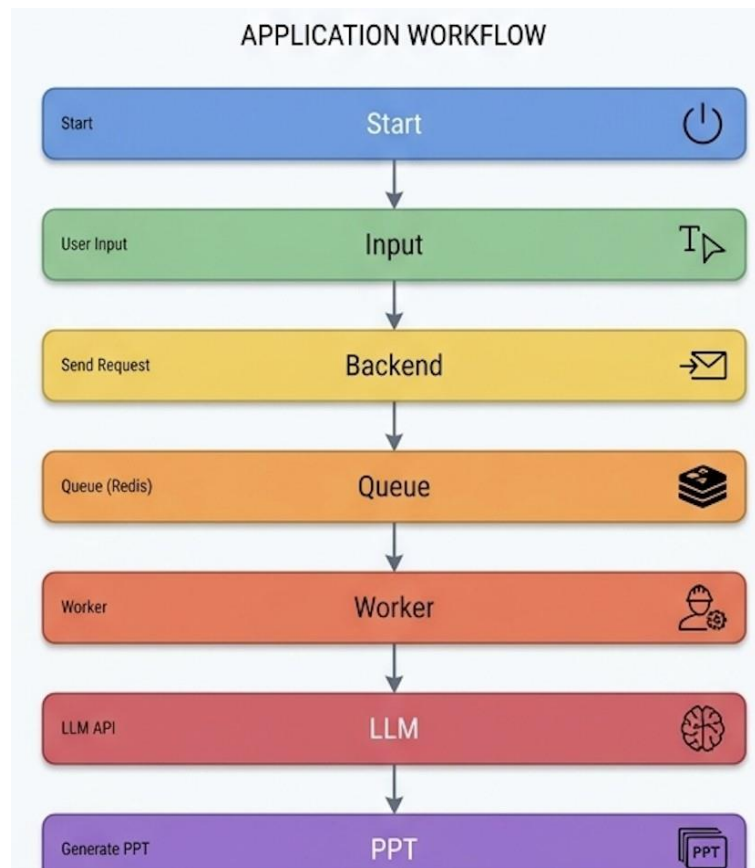 APPLICATION WORKFLOW
Start Start
User Input Input T
Send Request Backend
Queue (Redis) Queue
Worker Worker
LLM API LLM
Generate PPT PPT PPT